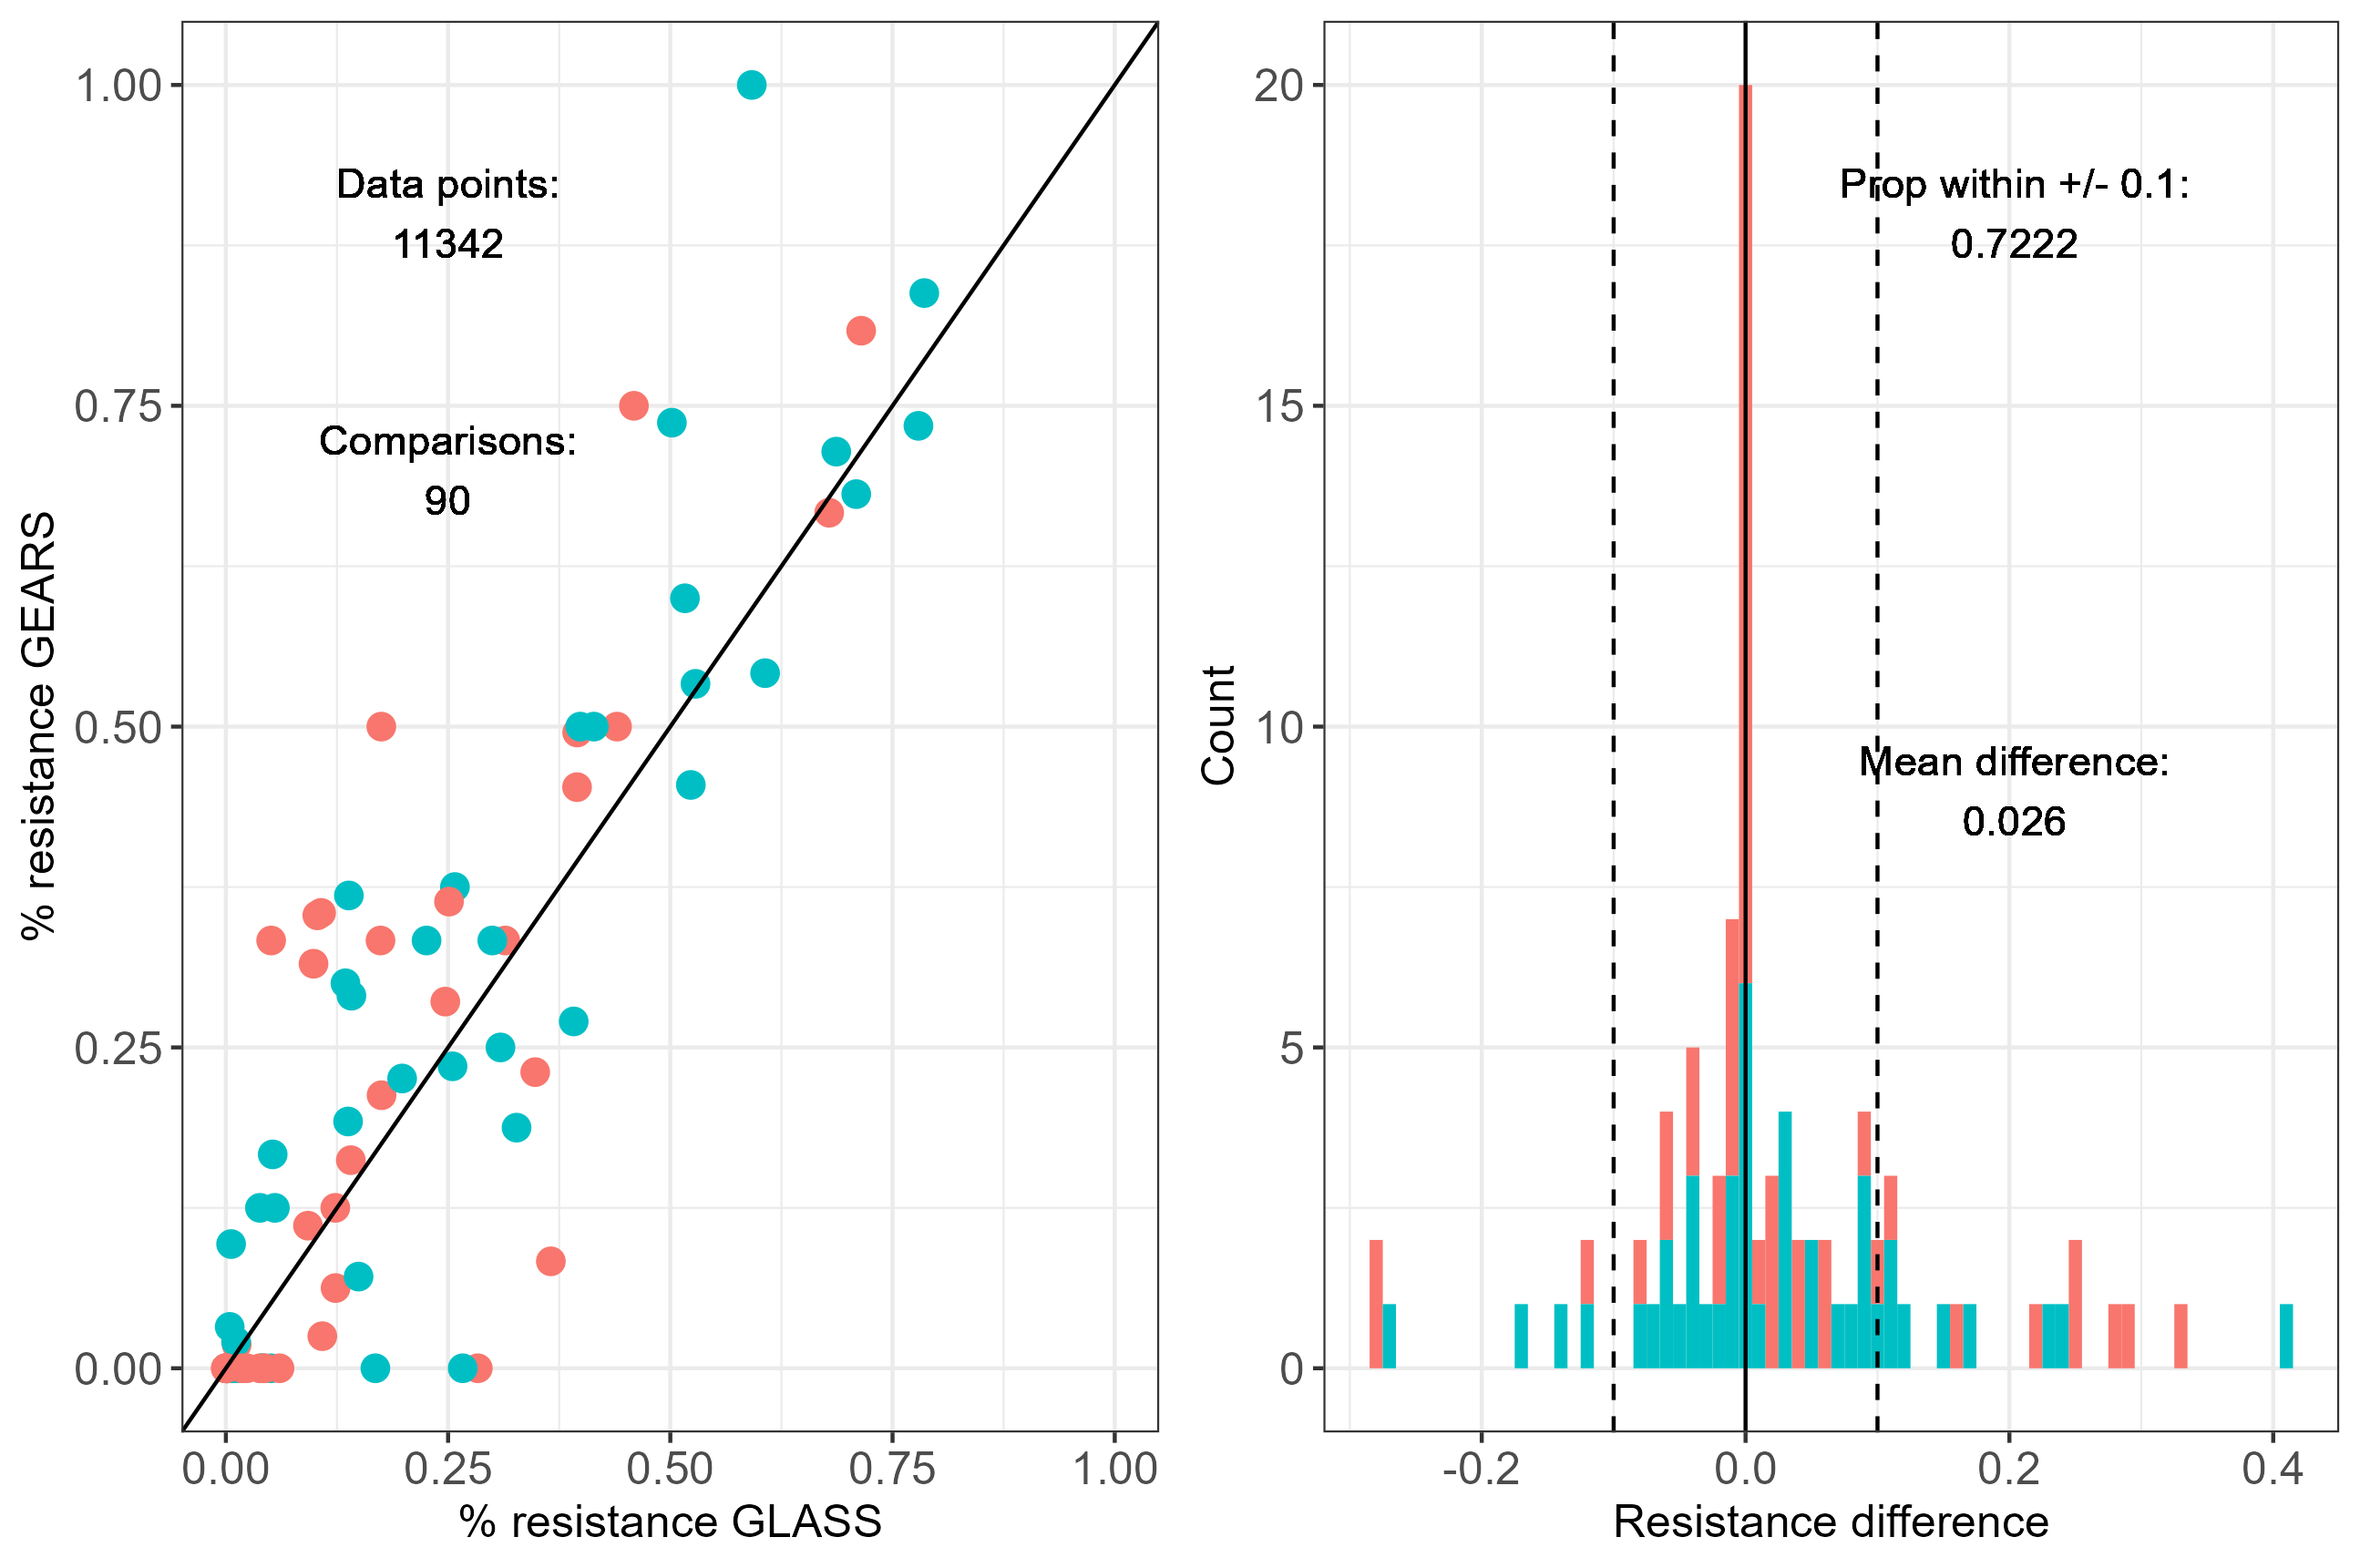 1.00
0.75
0.50
0.25
0.00
% resistance GEARS
Data points:
11342
Comparisons:
90
0.00 0.25 0.50 0.75 1.00
% resistance GLASS
20
15
10
5
0
Count
Prop within +/- 0.1:
0.7222
Mean difference:
0.026
-0.2 0.0 0.2 0.4
Resistance difference